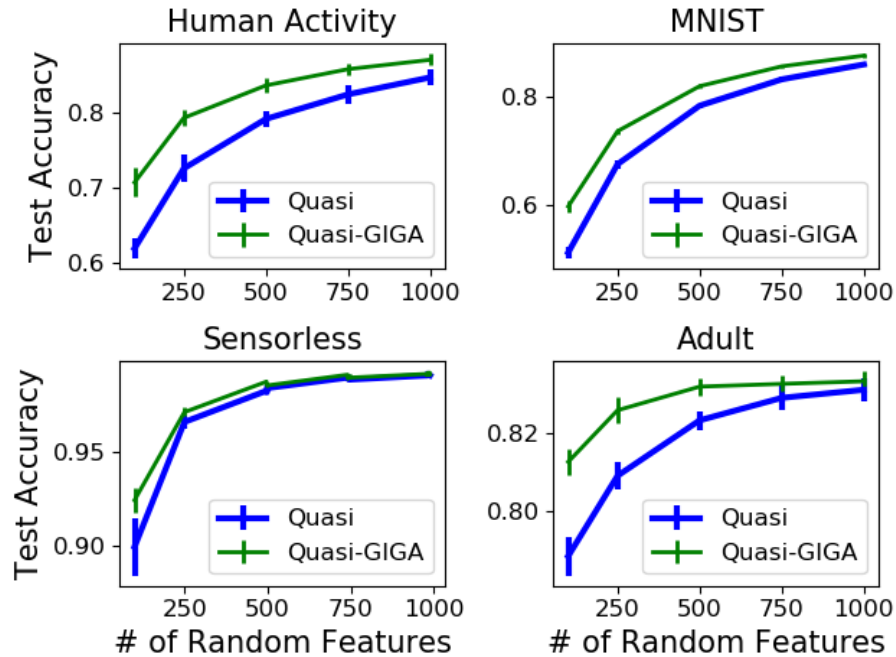 Human Activity
Test Accuracy
0.8
0.7
0.6
Quasi
Quasi-GIGA
250 500 750 1000
MNIST
0.8
0.6
Quasi
Quasi-GIGA
250 500 750 1000
Sensorless
Test Accuracy
0.95
0.90
Quasi
Quasi-GIGA
250 500 750 1000
# of Random Features
Adult
0.82
0.80
Quasi
Quasi-GIGA
250 500 750 1000
# of Random Features